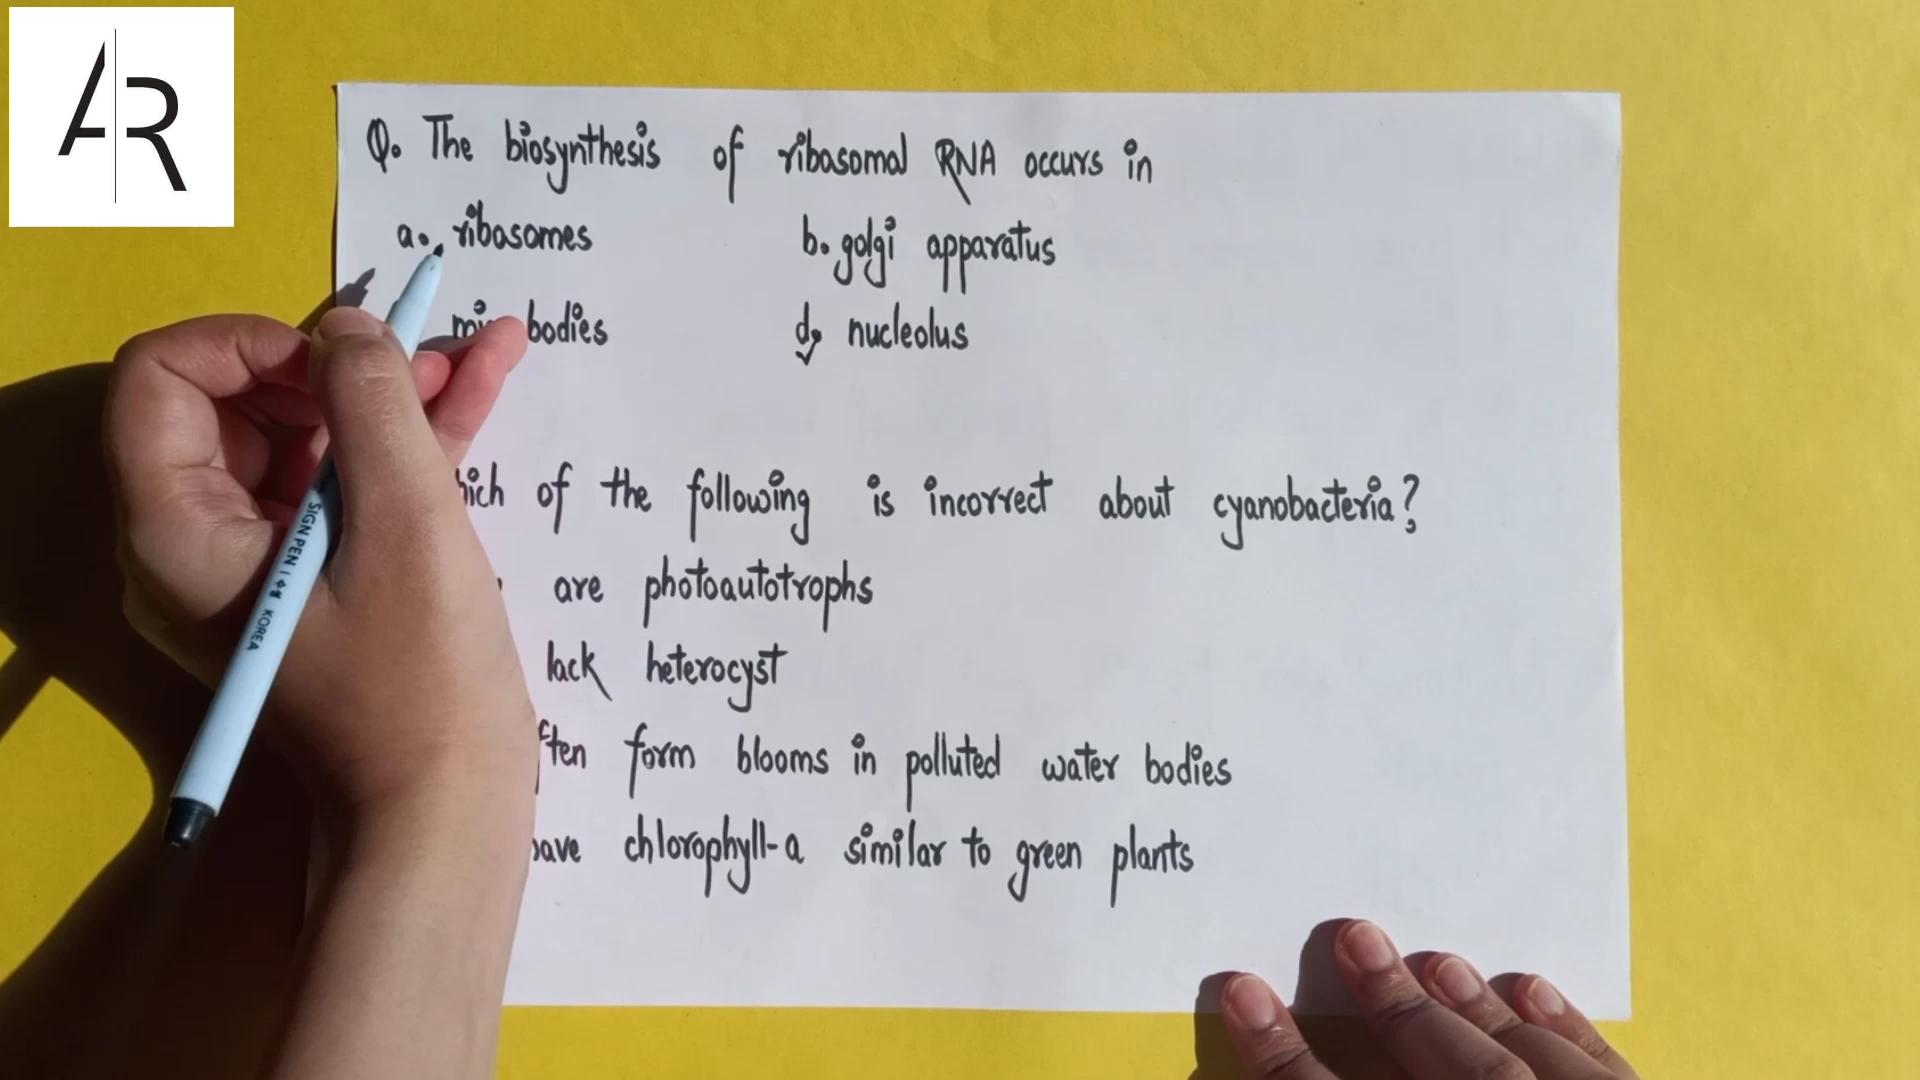 AR
Q. The biosynthesis of ribosomal RNA occurs in
a. ribosomes b. golgi apparatus
bodies d. nucleolus
of the following is incorrect about cyanobacteria?
are photoautotrophs
lack heterocyst
form blooms in polluted water bodies
chlorophyll-a similar to green plants
SIGN PEN KOREA